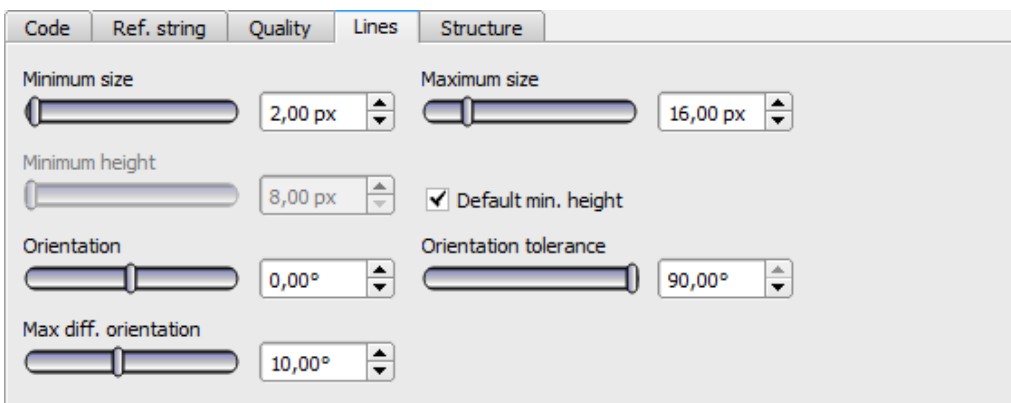 Code Ref. string Quality Lines Structure
Minimum size Maximum size
2,00 px 16,00 px
Minimum height
8,00 px Default min. height
Orientation Orientation tolerance
0,00° 90,00°
Max diff. orientation
10,00°